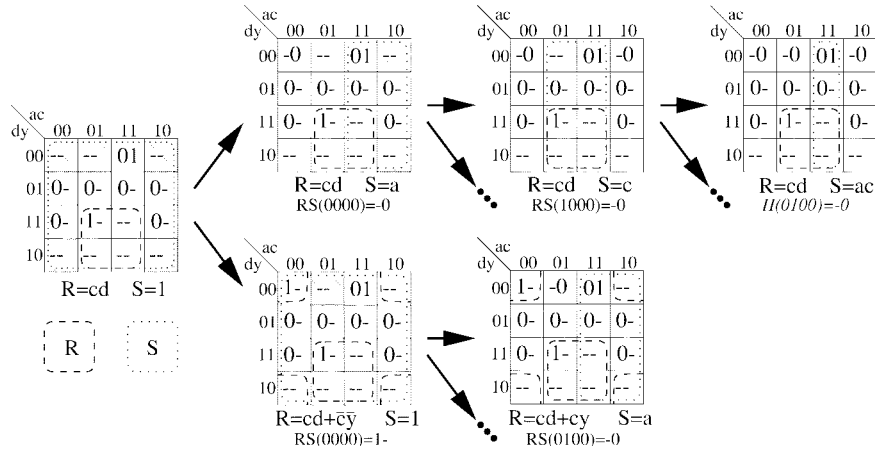 ac
dy
00 01 11 10
00 -- -- 01 --
01 0- 0- 0- 0-
11 0- 1- -- 0-
10 -- -- -- --
R=cd S=1
R S
ac
dy
00 01 11 10
00 -0 -- 01 --
01 0- 0- 0- 0-
11 0- 1- -- 0-
10 -- -- -- --
R=cd S=a
RS(0000)=-0
ac
dy
00 01 11 10
00 -0 -- 01 -0
01 0- 0- 0- 0-
11 0- 1- -- 0-
10 -- -- -- --
R=cd S=c
RS(1000)=-0
ac
dy
00 01 11 10
00 -0 -0 01 -0
01 0- 0- 0- 0-
11 0- 1- -- 0-
10 -- -- -- --
R=cd S=ac
II(0100)=-0
ac
dy
00 01 11 10
00 1- -- 01 --
01 0- 0- 0- 0-
11 0- 1- -- 0-
10 -- -- -- --
R=cd+c̄ȳ S=1
RS(0000)=1-
ac
dy
00 01 11 10
00 1- -0 01 --
01 0- 0- 0- 0-
11 0- 1- -- 0-
10 -- -- -- --
R=cd+cy S=a
RS(0100)=-0